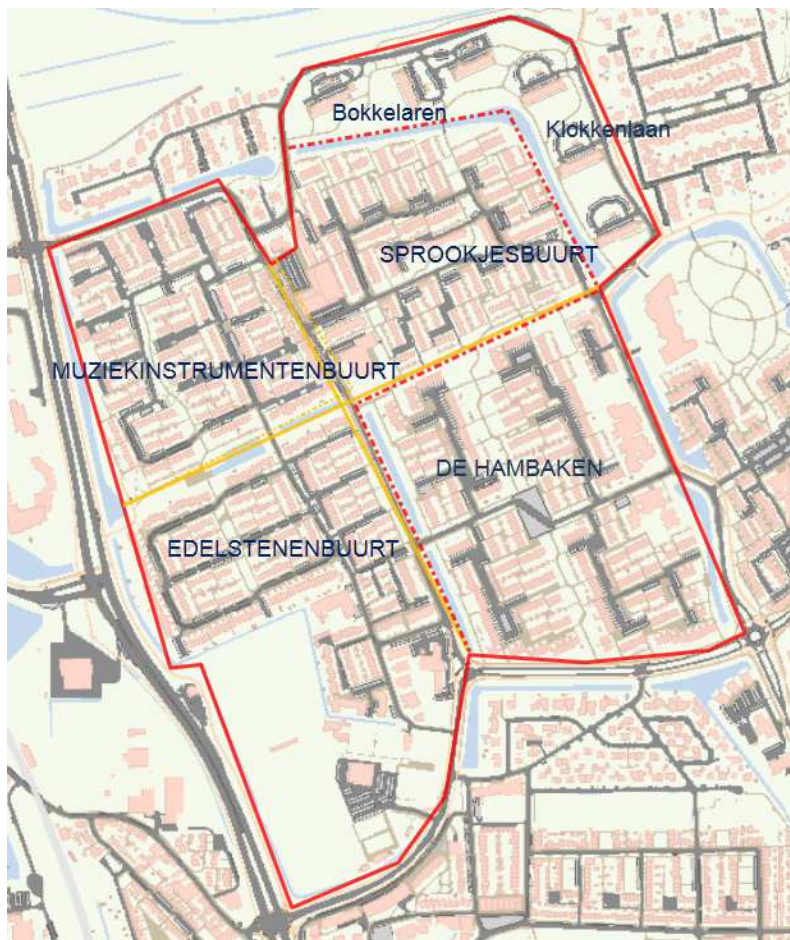 Bokkelaren
Klokkenlaan
SPROOKJESBUURT
MUZIEKINSTRUMENTENBUURT
DE HAMBAKEN
EDELSTENENBUURT